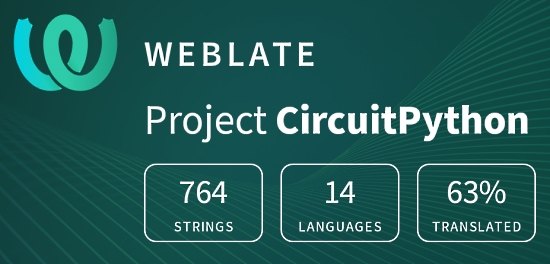 WEBLATE
Project CircuitPython
764 14 63%
STRINGS LANGUAGES TRANSLATED